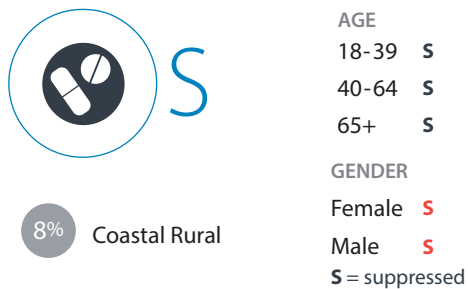 S
8% Coastal Rural
AGE
18-39 S
40-64 S
65+ S
GENDER
Female S
Male S
S = suppressed